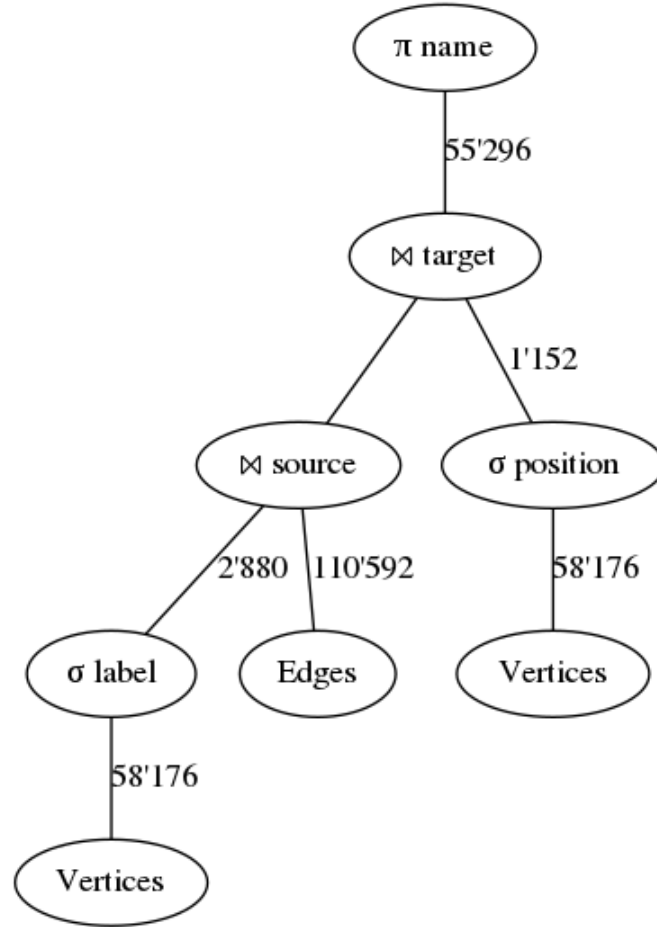 π name
55'296
⋈ target
1'152
⋈ source
σ position
2'880
110'592
58'176
σ label
Edges
Vertices
58'176
Vertices